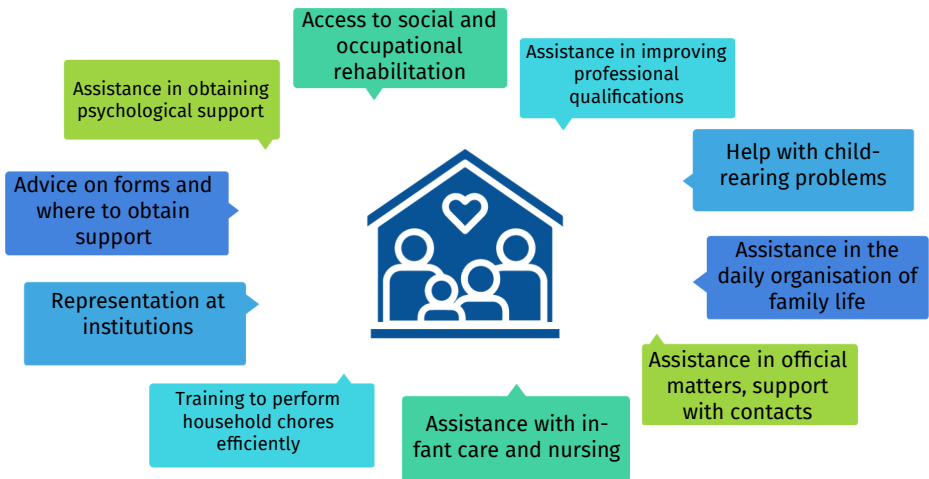 Access to social and
occupational
rehabilitation
Assistance in improving
professional
qualifications
Help with child-
rearing problems
Assistance in the
daily organisation of
family life
Assistance in official
matters, support
with contacts
Assistance with in-
fant care and nursing
Training to perform
household chores
efficiently
Representation at
institutions
Advice on forms and
where to obtain
support
Assistance in obtaining
psychological support